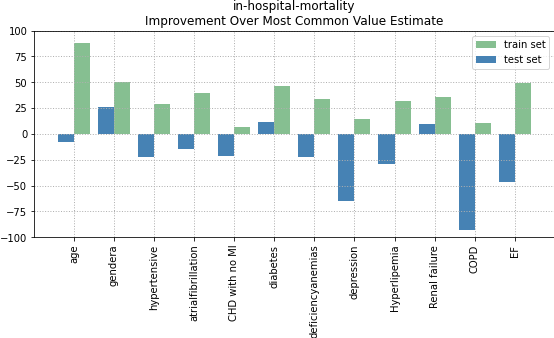 in-hospital-mortality
Improvement Over Most Common Value Estimate
train set
test set
100
75
50
25
0
−25
−50
−75
−100
age
gendera
hypertensive
atrialfibrillation
CHD with no MI
diabetes
deficiencyanemias
depression
Hyperlipemia
Renal failure
COPD
EF